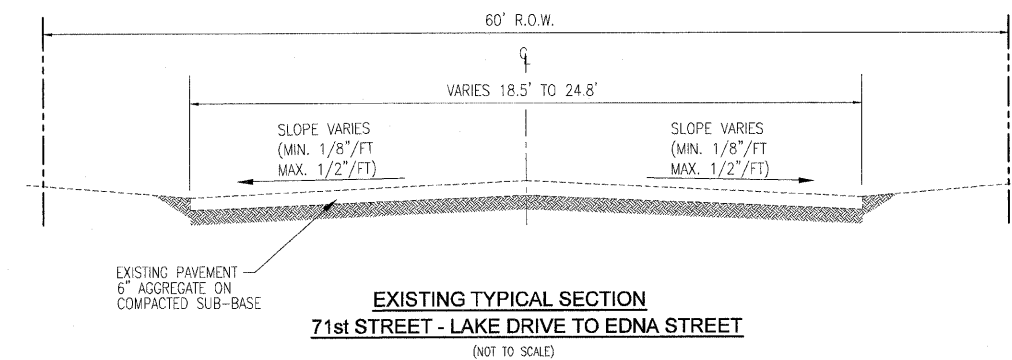 60' R.O.W.
℄
VARIES 18.5' TO 24.8'
SLOPE VARIES
(MIN. 1/8"/FT
MAX. 1/2"/FT)
SLOPE VARIES
(MIN. 1/8"/FT
MAX. 1/2"/FT)
EXISTING PAVEMENT
6" AGGREGATE ON
COMPACTED SUB-BASE
EXISTING TYPICAL SECTION
71st STREET - LAKE DRIVE TO EDNA STREET
(NOT TO SCALE)